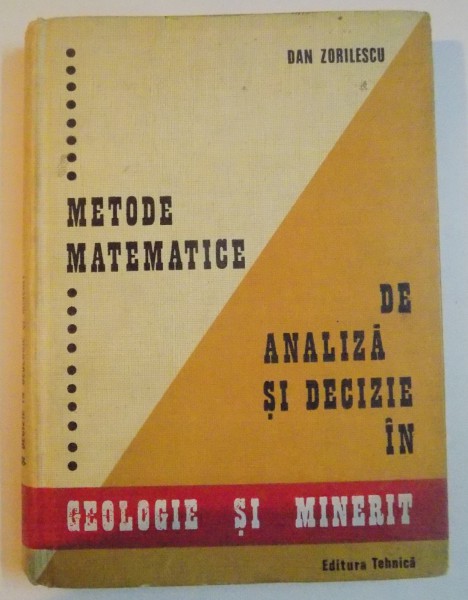 DAN ZORILESCU
METODE
MATEMATICE
DE
ANALIZĂ
ȘI DECIZIE
ÎN
GEOLOGIE ȘI MINERIT
Editura Tehnică